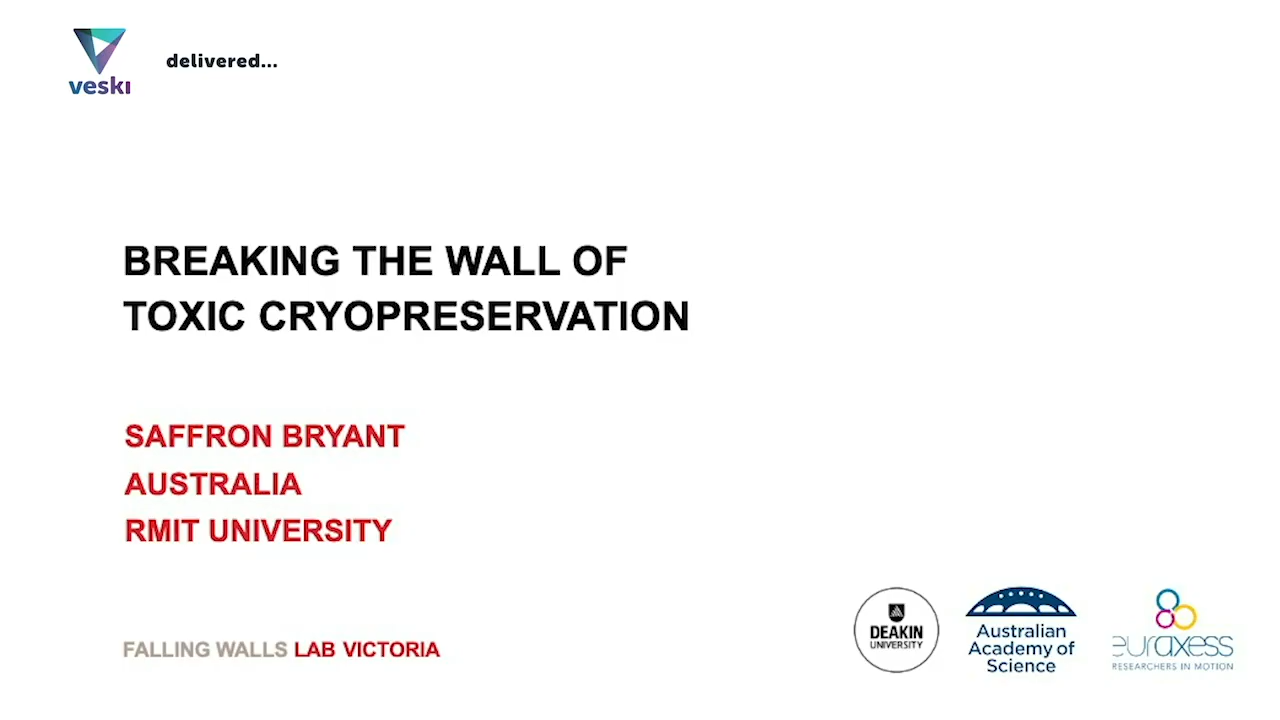 veski
delivered...
BREAKING THE WALL OF
TOXIC CRYOPRESERVATION
SAFFRON BRYANT
AUSTRALIA
RMIT UNIVERSITY
FALLING WALLS LAB VICTORIA
DEAKIN
UNIVERSITY
Australian
Academy of
Science
euraxess
RESEARCHERS IN MOTION